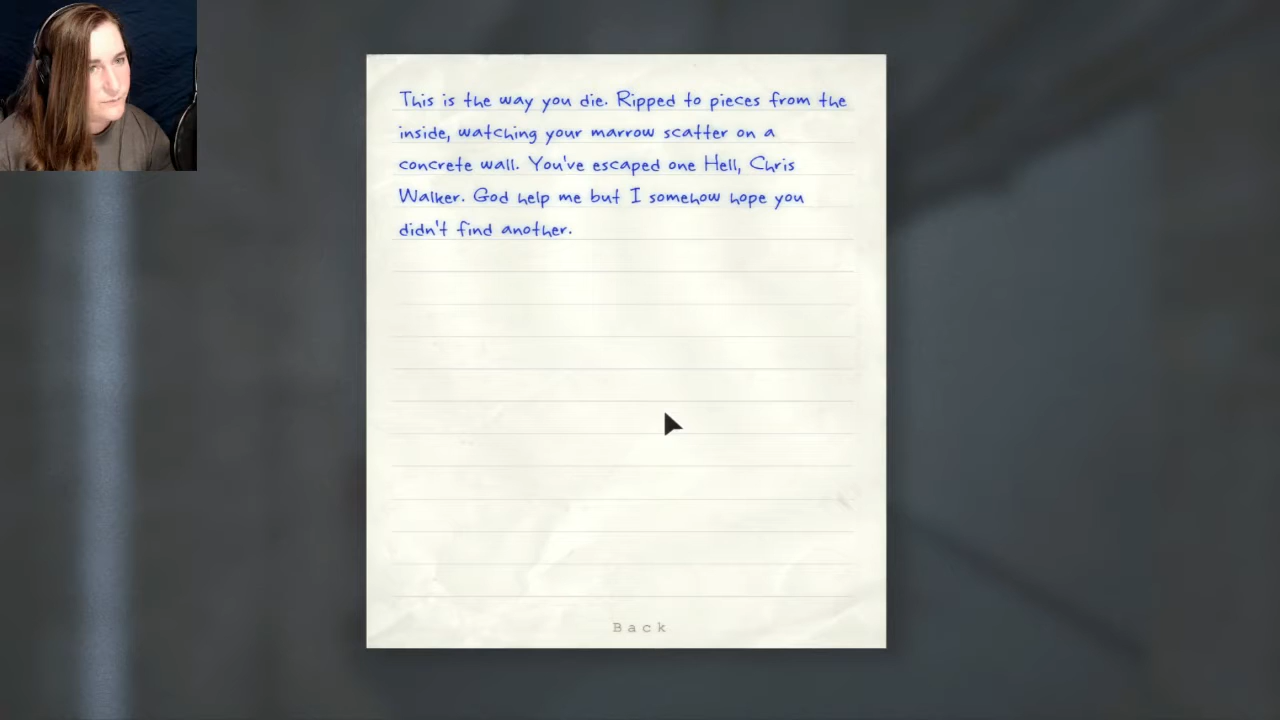 This is the way you die. Ripped to pieces from the
inside, watching your marrow scatter on a
concrete wall. You've escaped one Hell, Chris
Walker. God help me but I somehow hope you
didn't find another.
Back